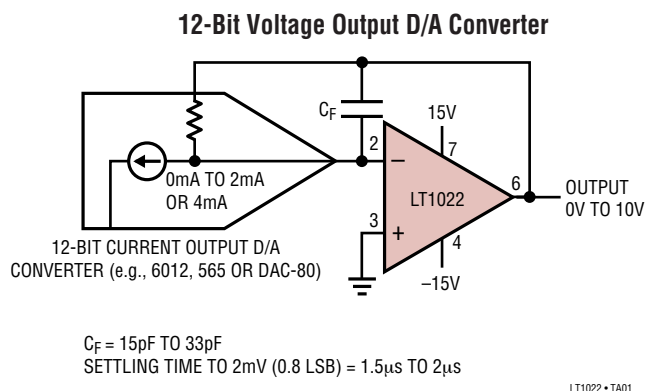 12-Bit Voltage Output D/A Converter
CF
15V
2
7
–
0mA TO 2mA
OR 4mA
LT1022
6
OUTPUT
0V TO 10V
3
+
4
–15V
12-BIT CURRENT OUTPUT D/A
CONVERTER (e.g., 6012, 565 OR DAC-80)
CF = 15pF TO 33pF
SETTLING TIME TO 2mV (0.8 LSB) = 1.5µs TO 2µs
LT1022 • TA01